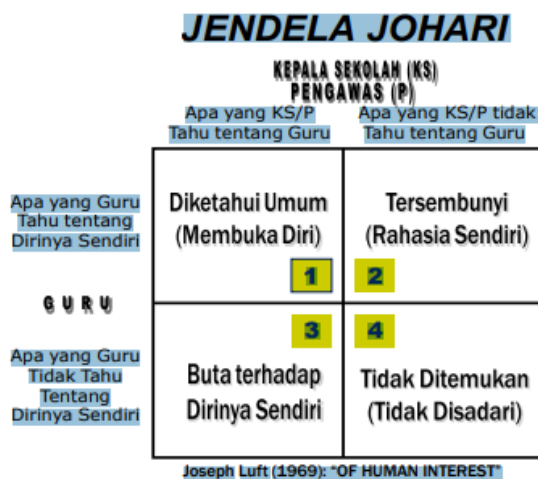 JENDELA JOHARI
KEPALA SEKOLAH (KS)
PENGAWAS (P)
Apa yang KS/P
Tahu tentang Guru
Apa yang KS/P tidak
Tahu tentang Guru
Apa yang Guru
Tahu tentang
Dirinya Sendiri
Diketahui Umum
(Membuka Diri)
1
Tersembunyi
(Rahasia Sendiri)
2
G U R U
Apa yang Guru
Tidak Tahu
Tentang
Dirinya Sendiri
3
Buta terhadap
Dirinya Sendiri
4
Tidak Ditemukan
(Tidak Disadari)
Joseph Luft (1969): "OF HUMAN INTEREST"